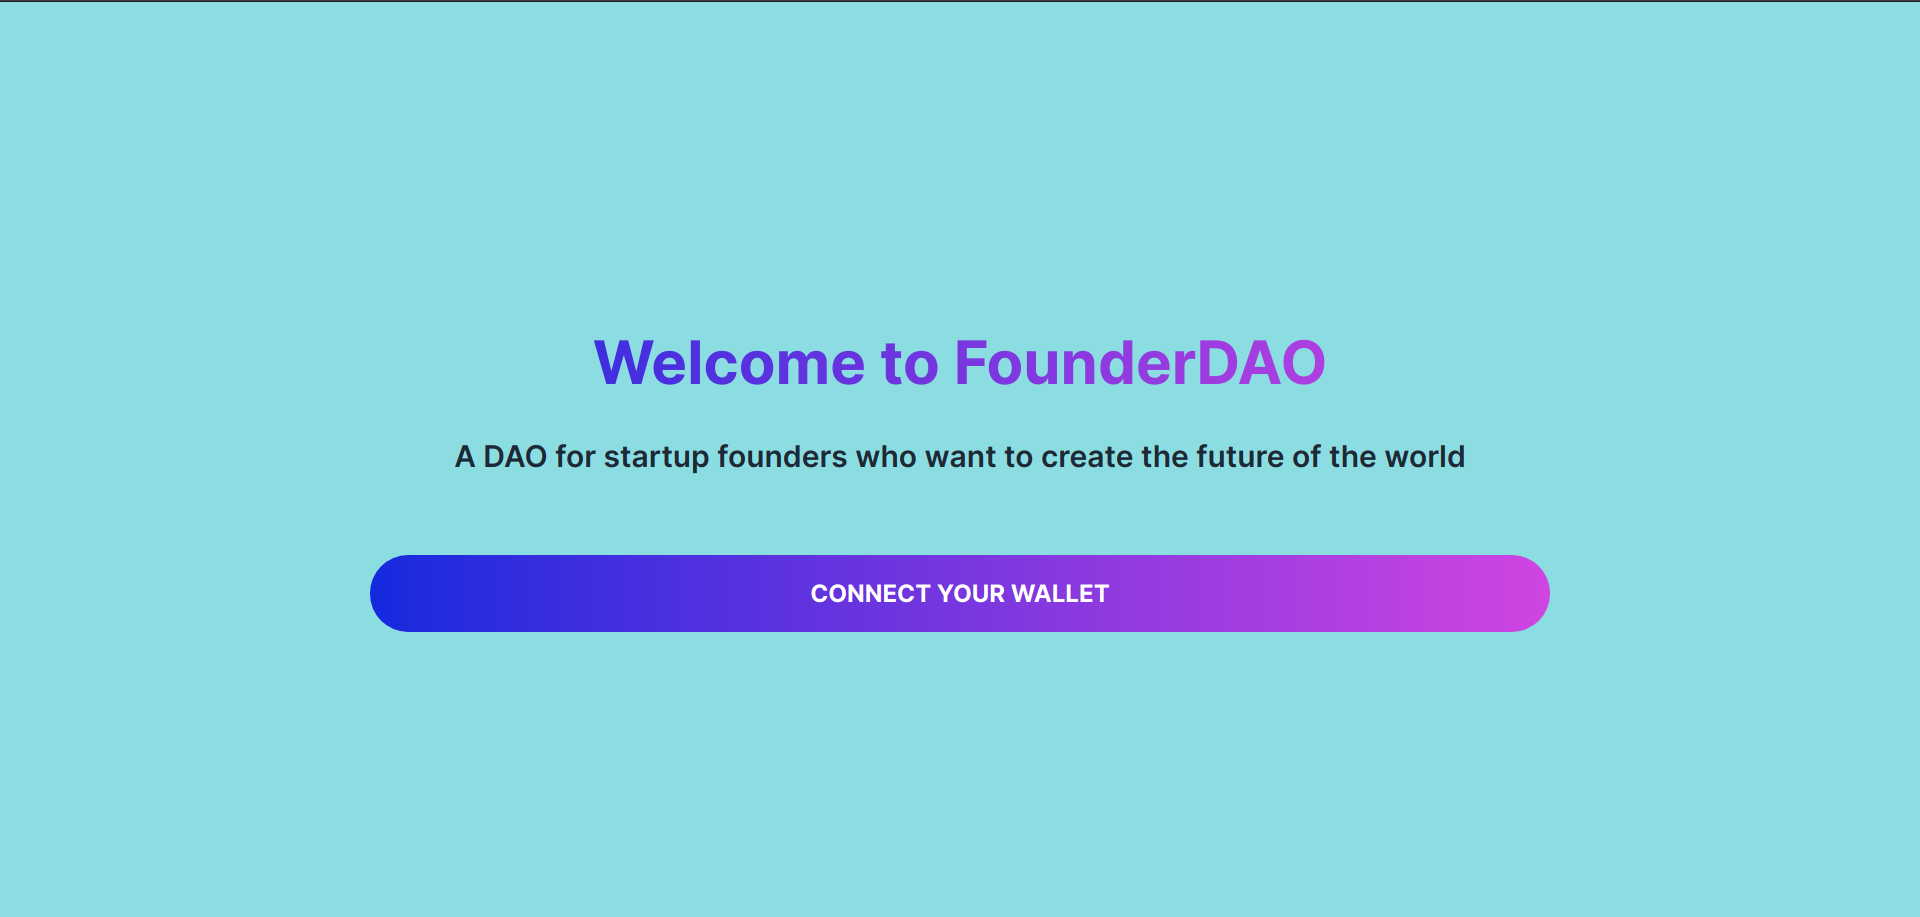 Welcome to FounderDAO
A DAO for startup founders who want to create the future of the world
CONNECT YOUR WALLET